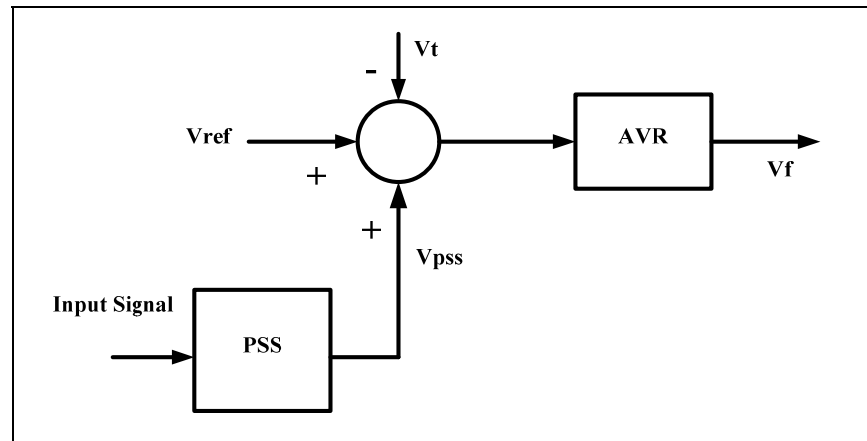 Vt
-
Vref
+
AVR
Vf
+
Vpss
Input Signal
PSS